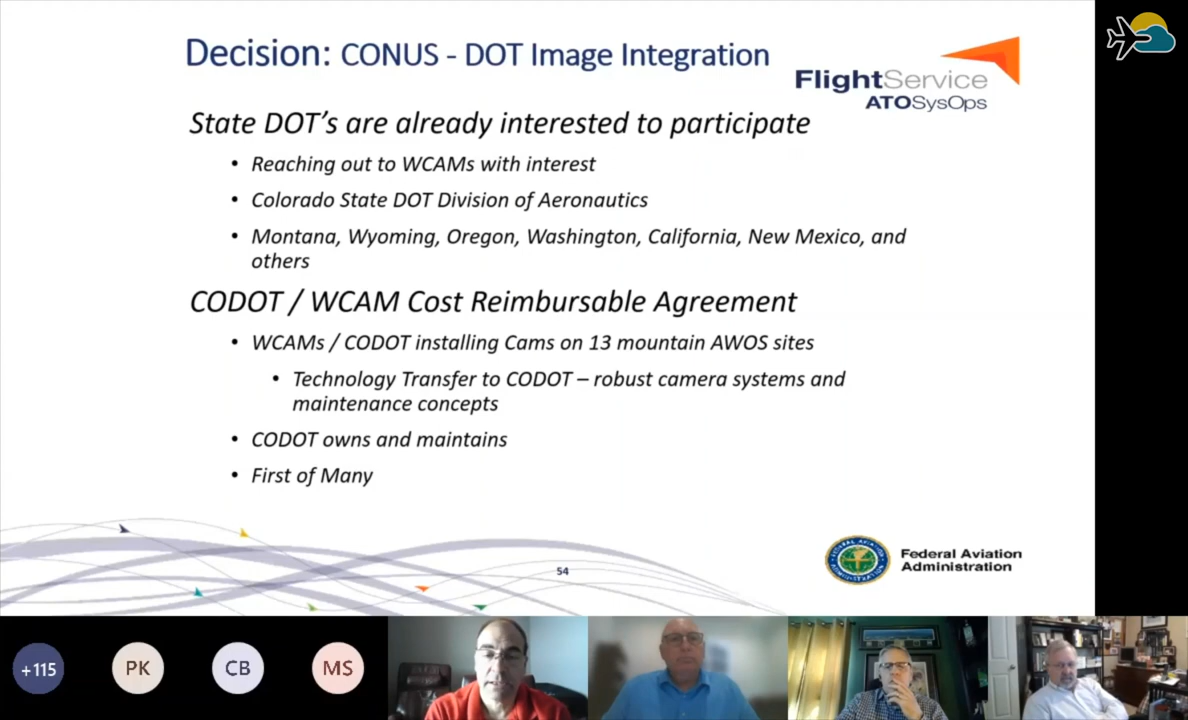 Decision: CONUS - DOT Image Integration
FlightService
ATOSysOps
State DOT's are already interested to participate
• Reaching out to WCAMs with interest
• Colorado State DOT Division of Aeronautics
• Montana, Wyoming, Oregon, Washington, California, New Mexico, and
others
CODOT / WCAM Cost Reimbursable Agreement
• WCAMs / CODOT installing Cams on 13 mountain AWOS sites
• Technology Transfer to CODOT – robust camera systems and
maintenance concepts
• CODOT owns and maintains
• First of Many
54
Federal Aviation
Administration
+115
PK
CB
MS